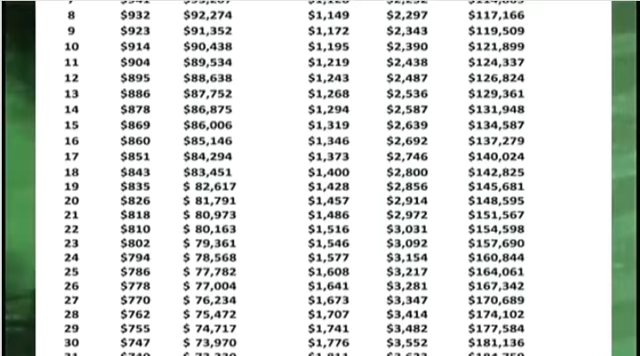 8 $932 $92,274 $1,149 $2,297 $117,166
9 $923 $91,352 $1,172 $2,343 $119,509
10 $914 $90,438 $1,195 $2,390 $121,899
11 $904 $89,534 $1,219 $2,438 $124,337
12 $895 $88,638 $1,243 $2,487 $126,824
13 $886 $87,752 $1,268 $2,536 $129,361
14 $878 $86,875 $1,294 $2,587 $131,948
15 $869 $86,006 $1,319 $2,639 $134,587
16 $860 $85,146 $1,346 $2,692 $137,279
17 $851 $84,294 $1,373 $2,746 $140,024
18 $843 $83,451 $1,400 $2,800 $142,825
19 $835 $ 82,617 $1,428 $2,856 $145,681
20 $826 $ 81,791 $1,457 $2,914 $148,595
21 $818 $ 80,973 $1,486 $2,972 $151,567
22 $810 $ 80,163 $1,516 $3,031 $154,598
23 $802 $ 79,361 $1,546 $3,092 $157,690
24 $794 $ 78,568 $1,577 $3,154 $160,844
25 $786 $ 77,782 $1,608 $3,217 $164,061
26 $778 $ 77,004 $1,641 $3,281 $167,342
27 $770 $ 76,234 $1,673 $3,347 $170,689
28 $762 $ 75,472 $1,707 $3,414 $174,102
29 $755 $ 74,717 $1,741 $3,482 $177,584
30 $747 $ 73,970 $1,776 $3,552 $181,136